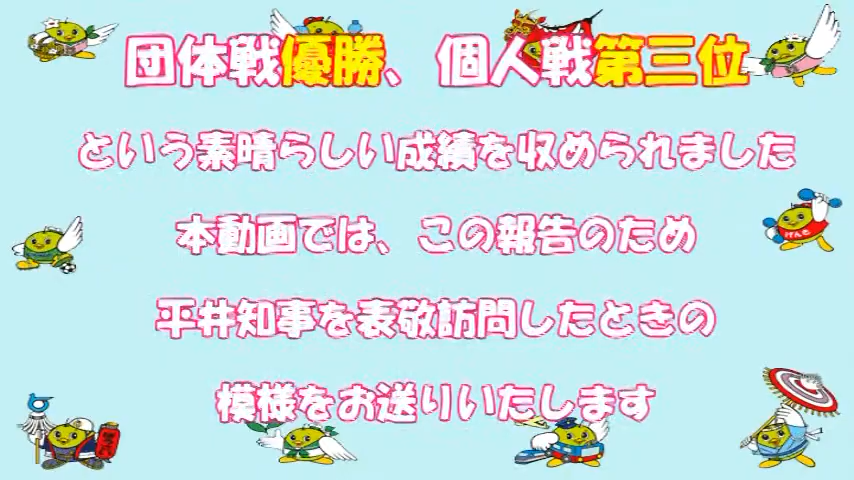 団体戦優勝、個人戦第三位
という素晴らしい成績を収められました
本動画では、この報告のため
平井知事を表敬訪問したときの
模様をお送りいたします
げんき